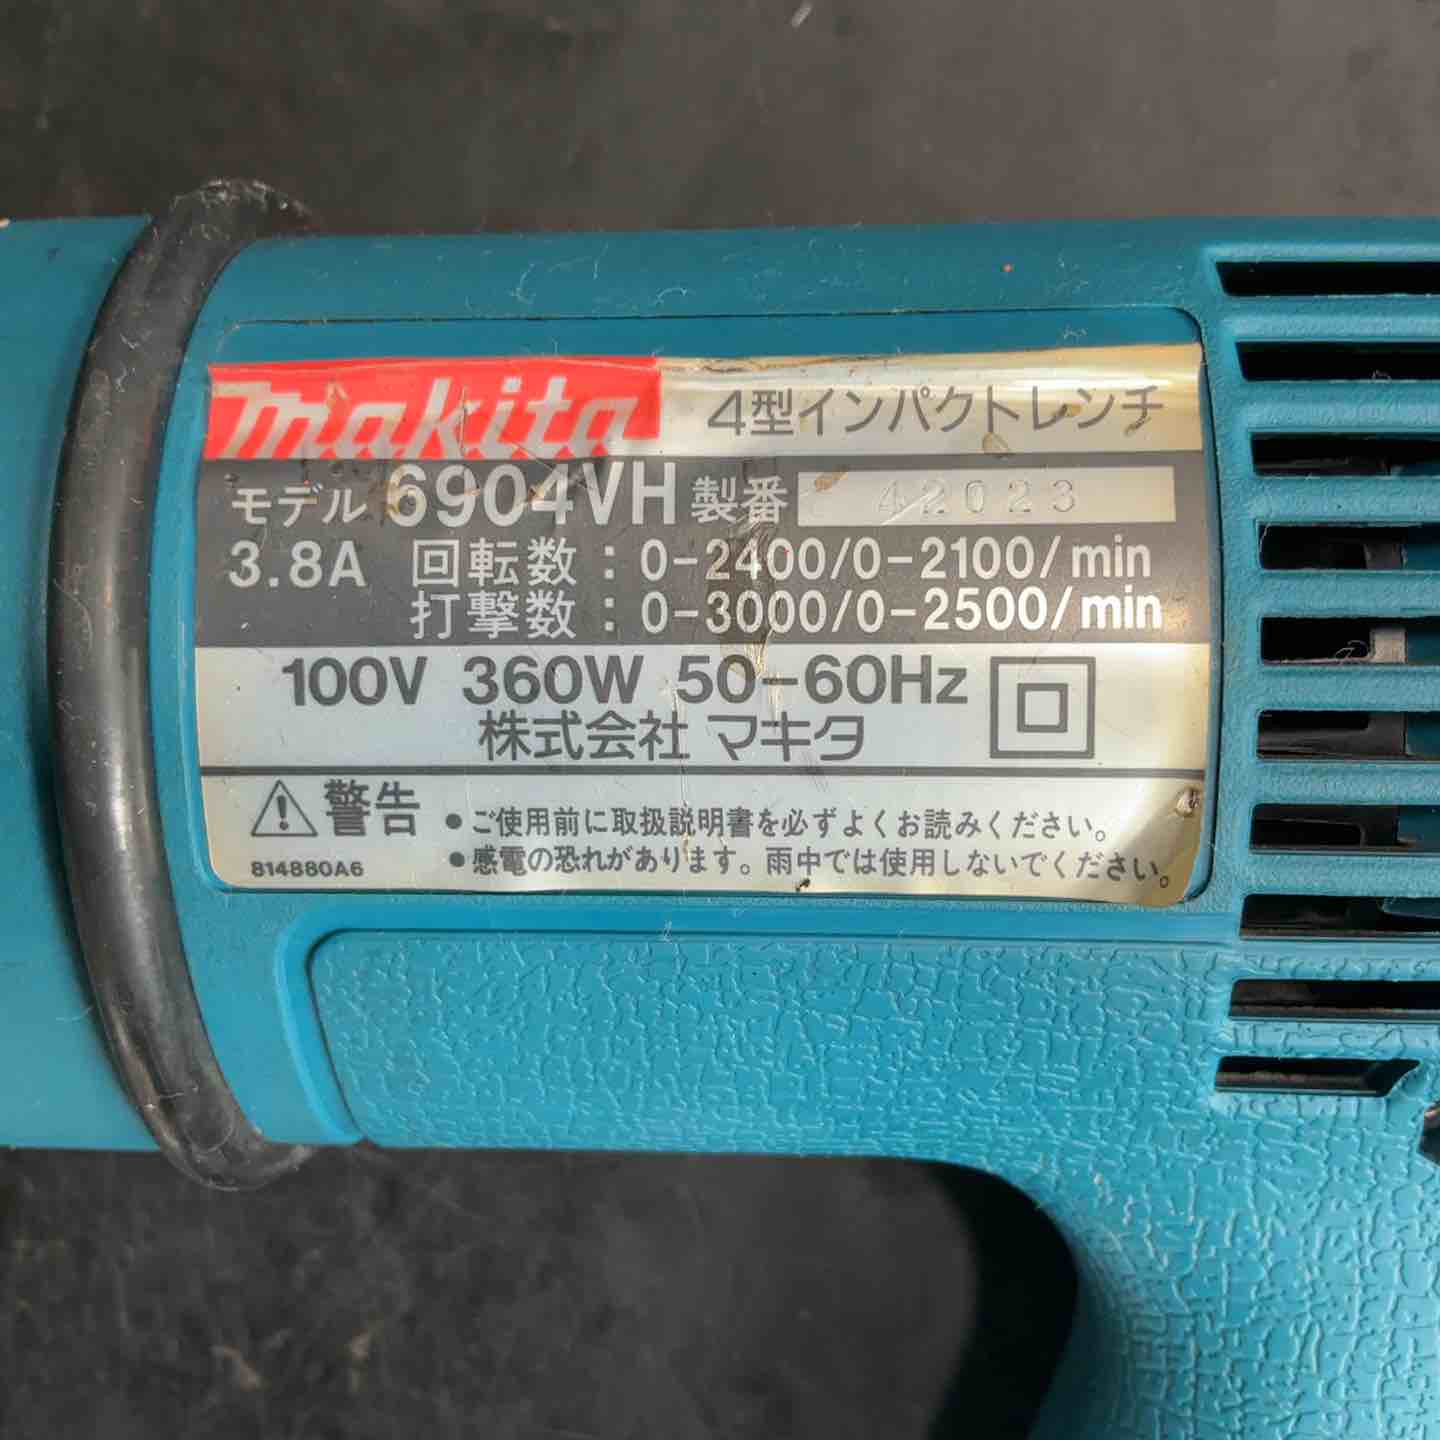 makita 4型インパクトレンチ
モデル 6904VH 製番 42023
3.8A 回転数：0-2400/0-2100/min
打撃数：0-3000/0-2500/min
100V 360W 50-60Hz
株式会社 マキタ
警告 •ご使用前に取扱説明書を必ずよくお読みください。
814880A6 •感電の恐れがあります。雨中では使用しないでください。